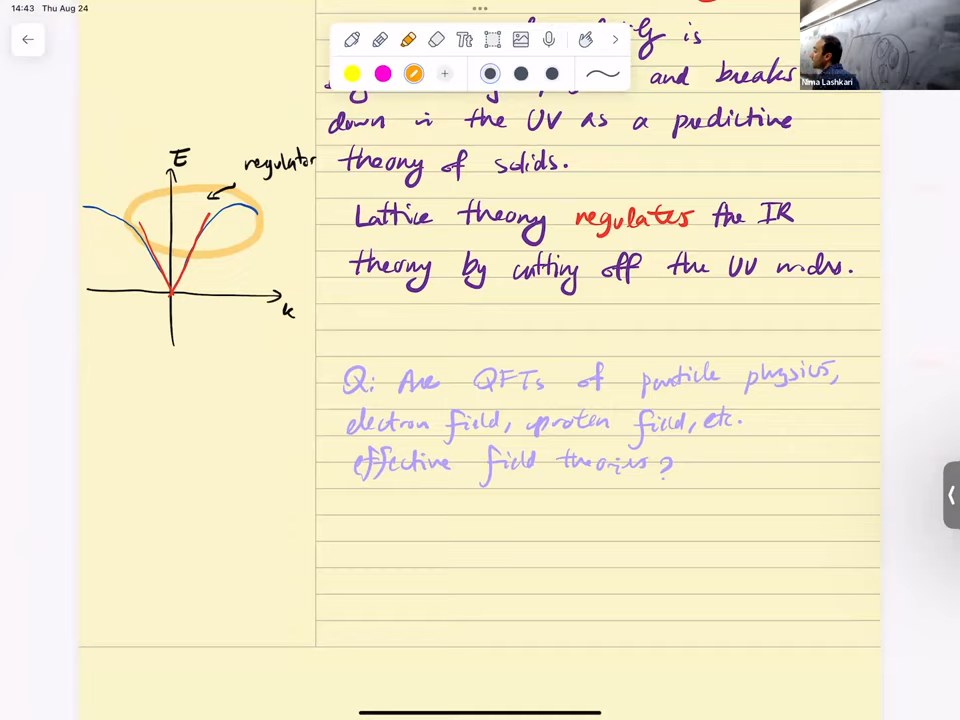 14:43 Thu Aug 24
Tt
Nima Lashkari
is
and breaks
down in the UV as a predictive
theory of solids.
Lattice theory regulates the IR
theory by cutting off the UV modes.
E
regulator
k
Q: Are QFTs of particle physics,
electron field, proton field, etc.
effective field theories?